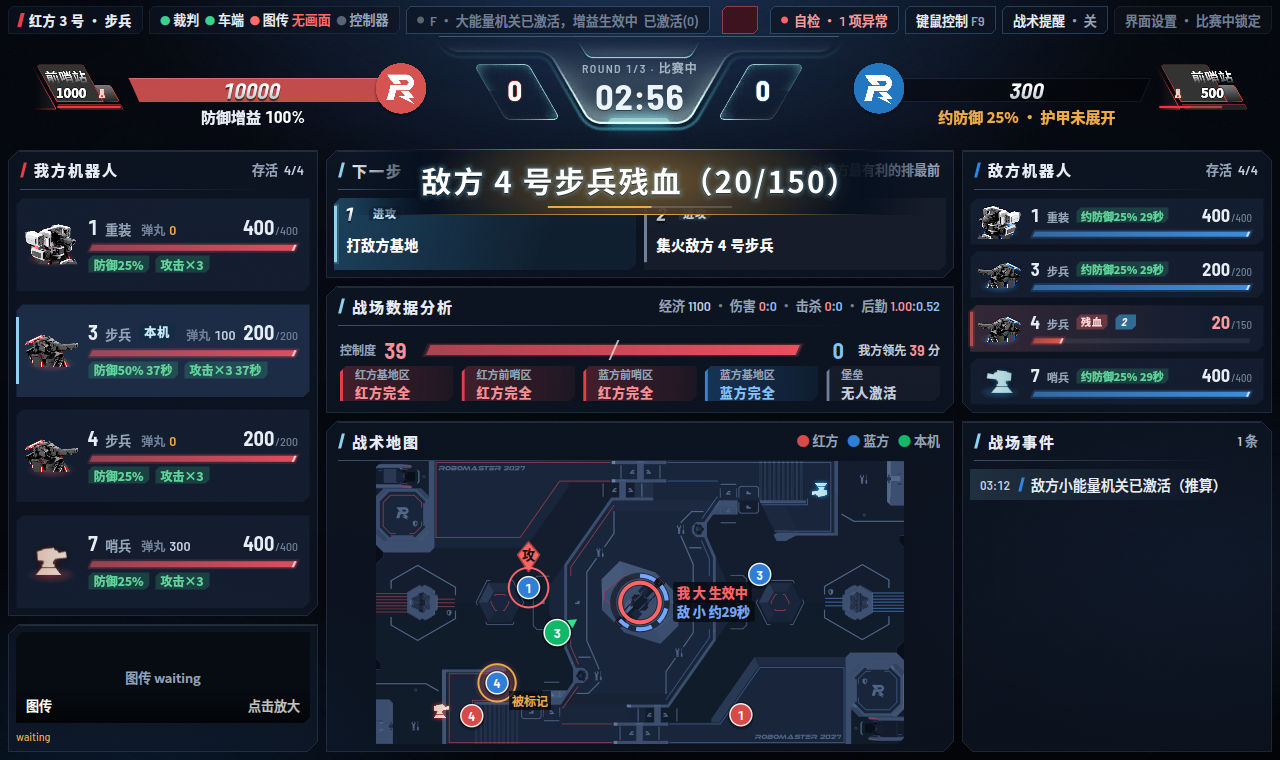 红方 3 号 · 步兵
裁判 车端 图传 无画面 控制器
F · 大能量机关已激活，增益生效中 已激活(0)
自检 · 1 项异常
键鼠控制 F9
战术提醒 · 关
界面设置 · 比赛中锁定
前哨站
1000
10000
防御增益 100%
0
ROUND 1/3 · 比赛中
02:56
0
300
约防御 25% · 护甲未展开
前哨站
500
我方机器人
存活 4/4
1 重装 弹丸 0 400/400
防御25% 攻击×3
3 步兵 本机 弹丸 100 200/200
防御50% 37秒 攻击×3 37秒
4 步兵 弹丸 0 200/200
防御25% 攻击×3
7 哨兵 弹丸 300 400/400
防御25% 攻击×3
图传 waiting
图传
点击放大
waiting
下一步
最有利的排最前
敌方 4 号步兵残血（20/150）
1 进攻
打敌方基地
2 进攻
集火敌方 4 号步兵
战场数据分析
经济 1100 · 伤害 0:0 · 击杀 0:0 · 后勤 1.00:0.52
控制度 39
0 我方领先 39 分
红方基地区
红方完全
红方前哨区
红方完全
蓝方前哨区
红方完全
蓝方基地区
蓝方完全
堡垒
无人激活
战术地图
红方 蓝方 本机
ROBOMASTER 2027
攻
1
3
3
我 大 生效中
敌 小 约29秒
4
被标记
4
1
ROBOMASTER 2027
敌方机器人
存活 4/4
1 重装 约防御25% 29秒 400/400
3 步兵 约防御25% 29秒 200/200
4 步兵 残血 2 20/150
7 哨兵 约防御25% 29秒 400/400
战场事件
1 条
03:12 敌方小能量机关已激活（推算）